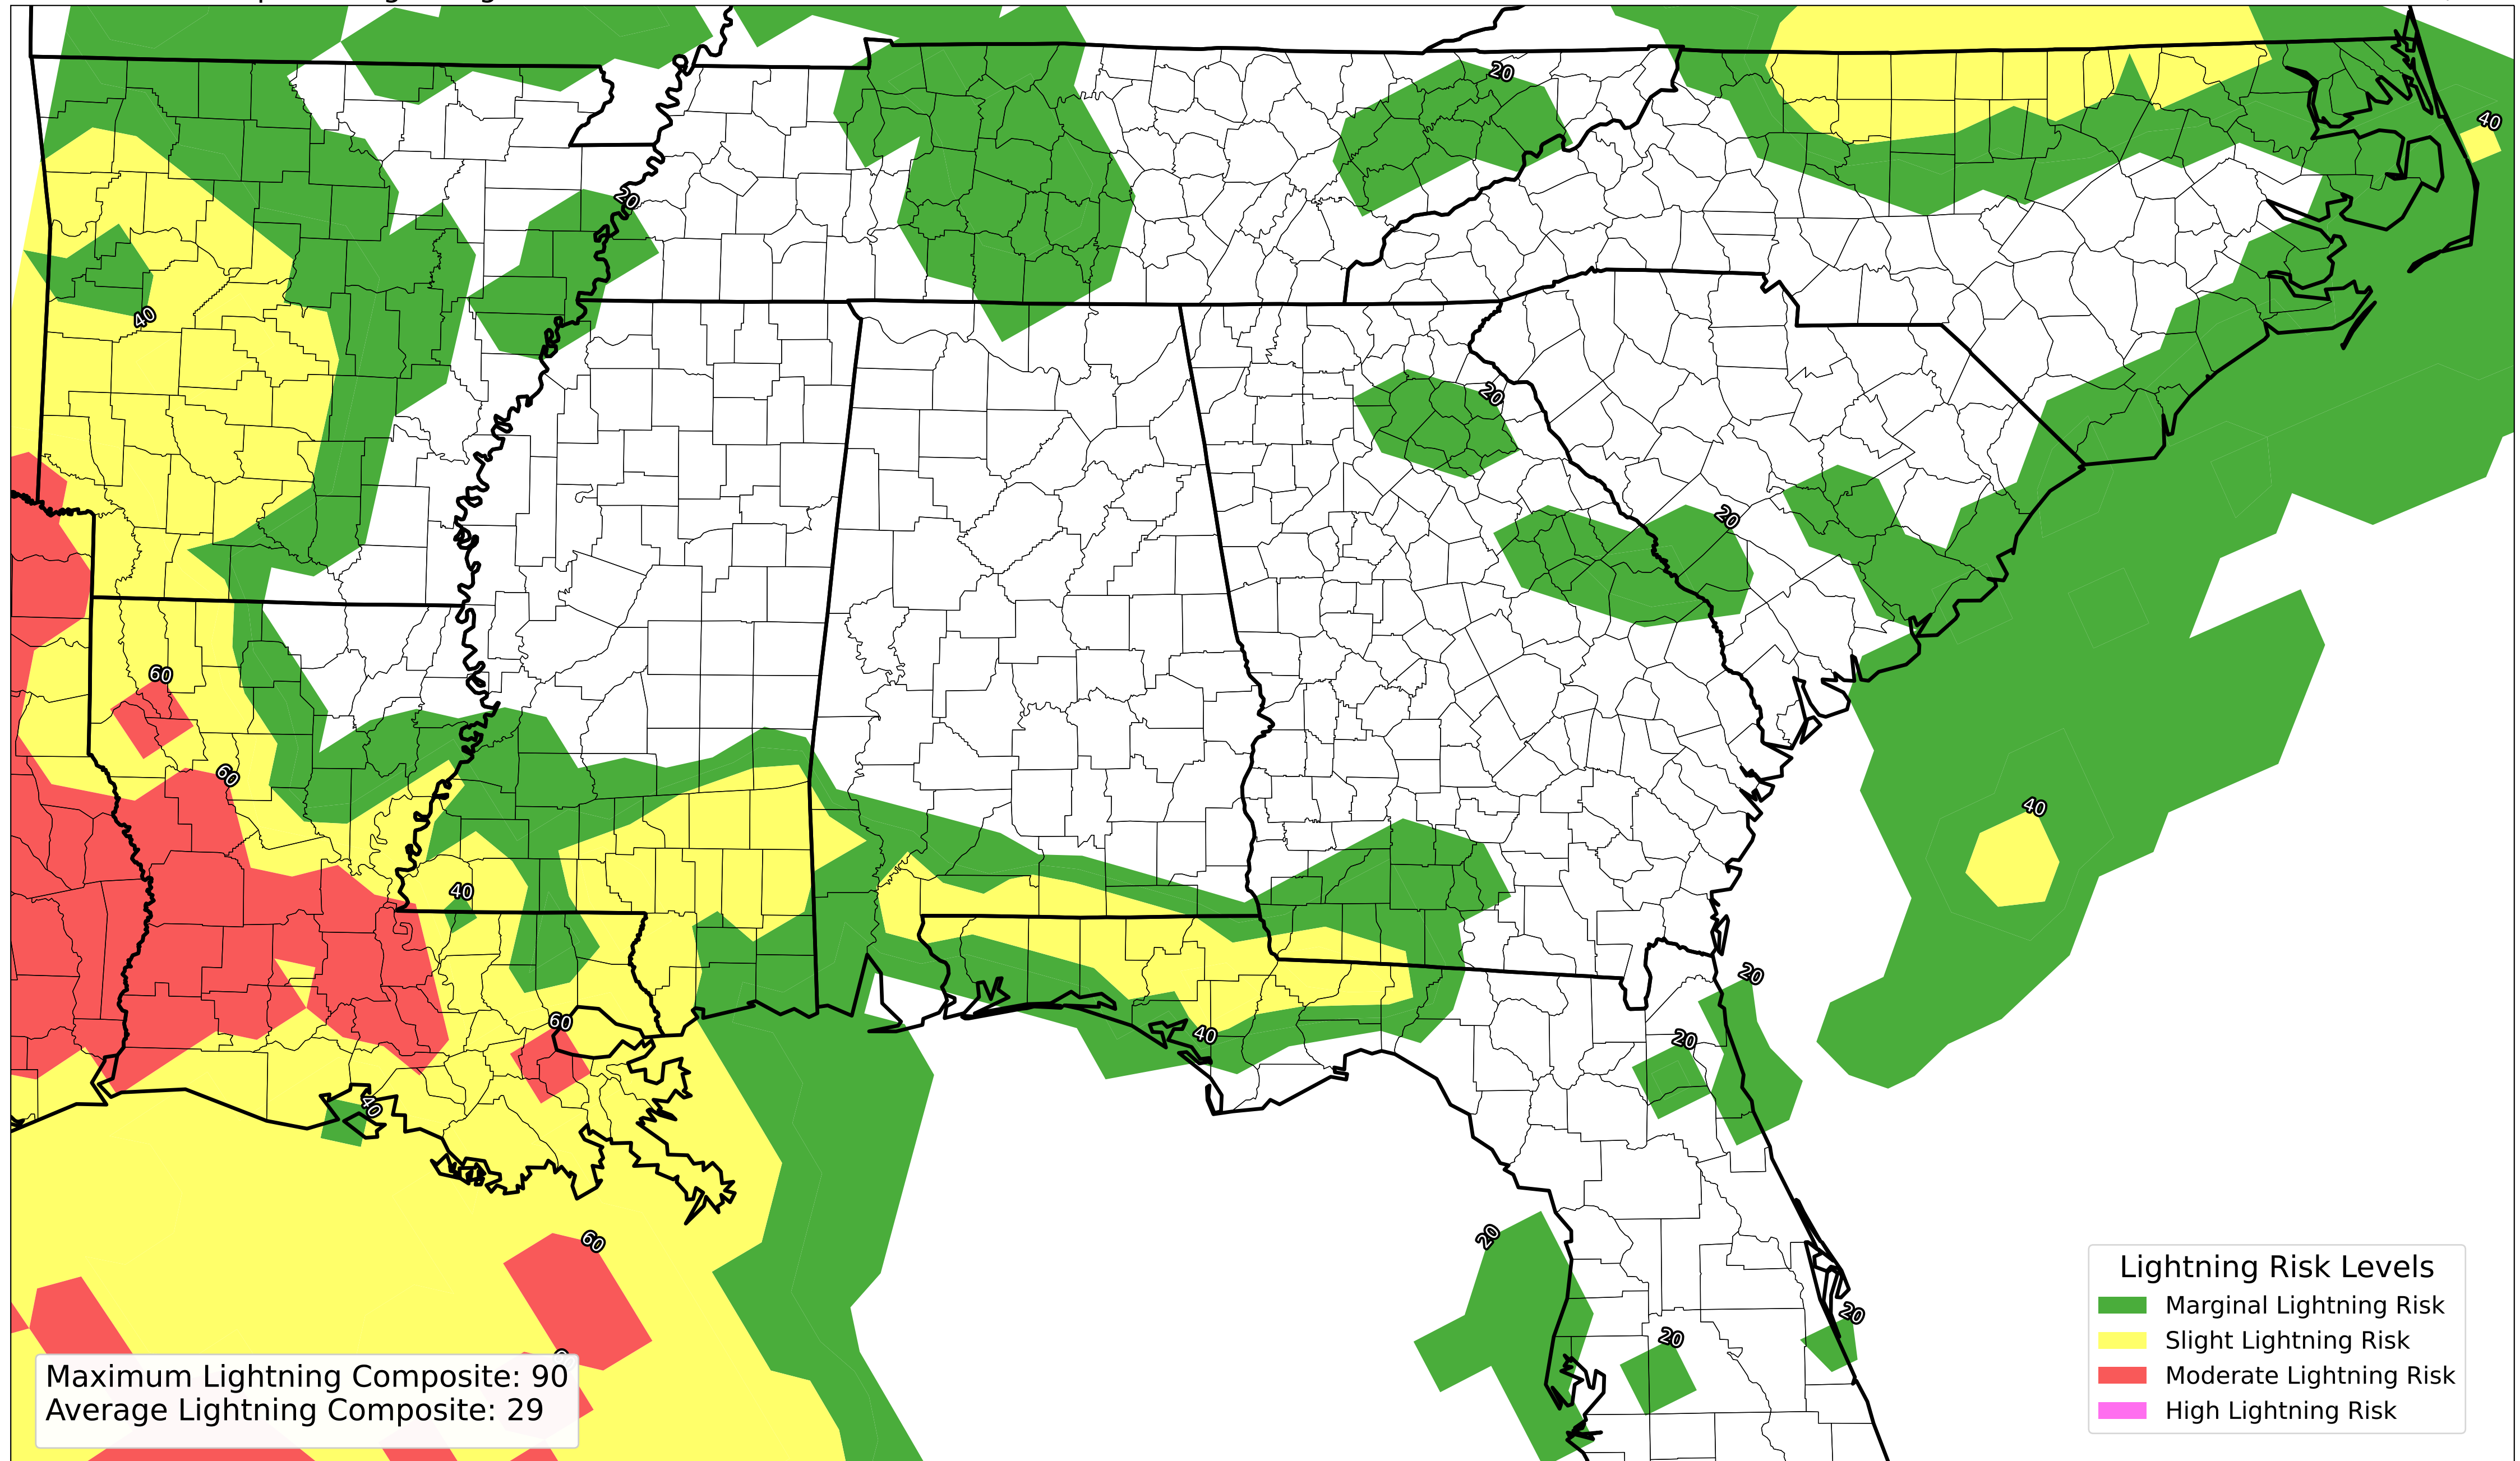 20
40
20
40
20
20
60
60
40
40
20
60
40
20
40
20
60
20
20
20
Lightning Risk Levels
Marginal Lightning Risk
Slight Lightning Risk
Moderate Lightning Risk
High Lightning Risk
Maximum Lightning Composite: 90
Average Lightning Composite: 29